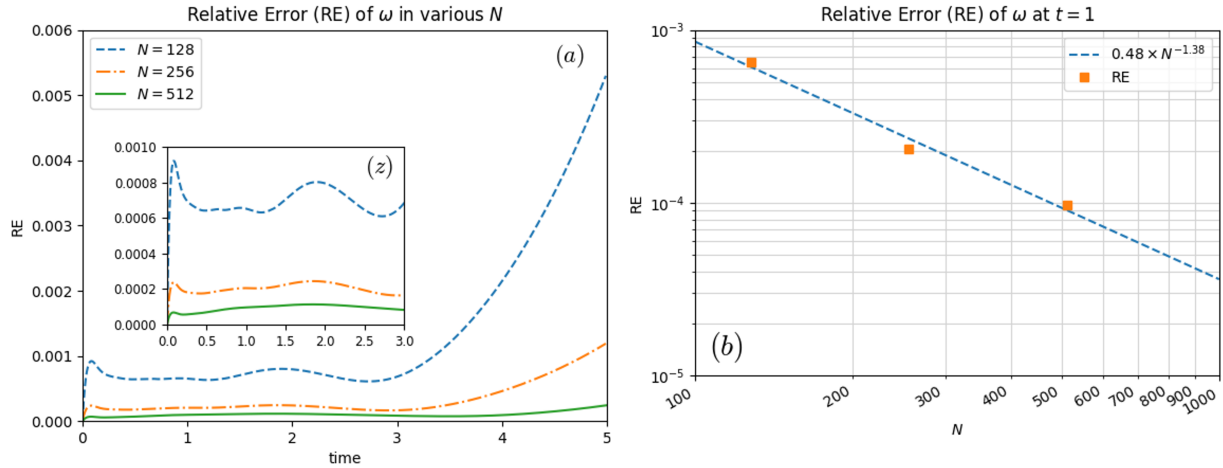 Relative Error (RE) of ω in various N
0.006
0.005
0.004
0.003
0.002
0.001
0.000
RE
N = 128
N = 256
N = 512
(a)
0.0010
0.0008
0.0006
0.0004
0.0002
0.0000
(z)
0.0 0.5 1.0 1.5 2.0 2.5 3.0
0 1 2 3 4 5
time
Relative Error (RE) of ω at t = 1
10⁻³
10⁻⁴
10⁻⁵
RE
0.48 × N⁻¹·³⁸
RE
(b)
100 200 300 400 500 600 700 800 900 1000
N